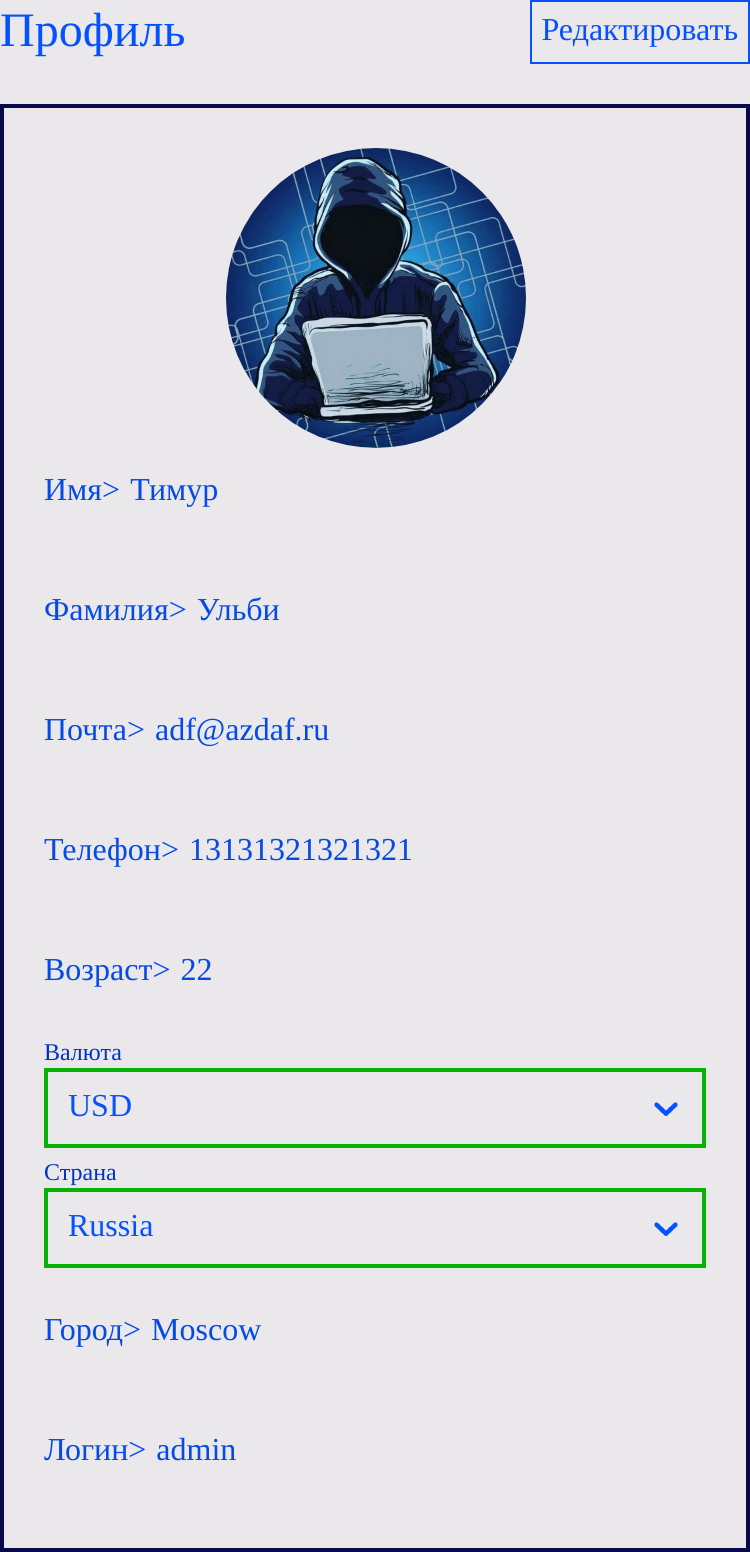 Профиль
Редактировать
Имя> Тимур
Фамилия> Ульби
Почта> adf@azdaf.ru
Телефон> 13131321321321
Возраст> 22
Валюта
USD
Страна
Russia
Город> Moscow
Логин> admin